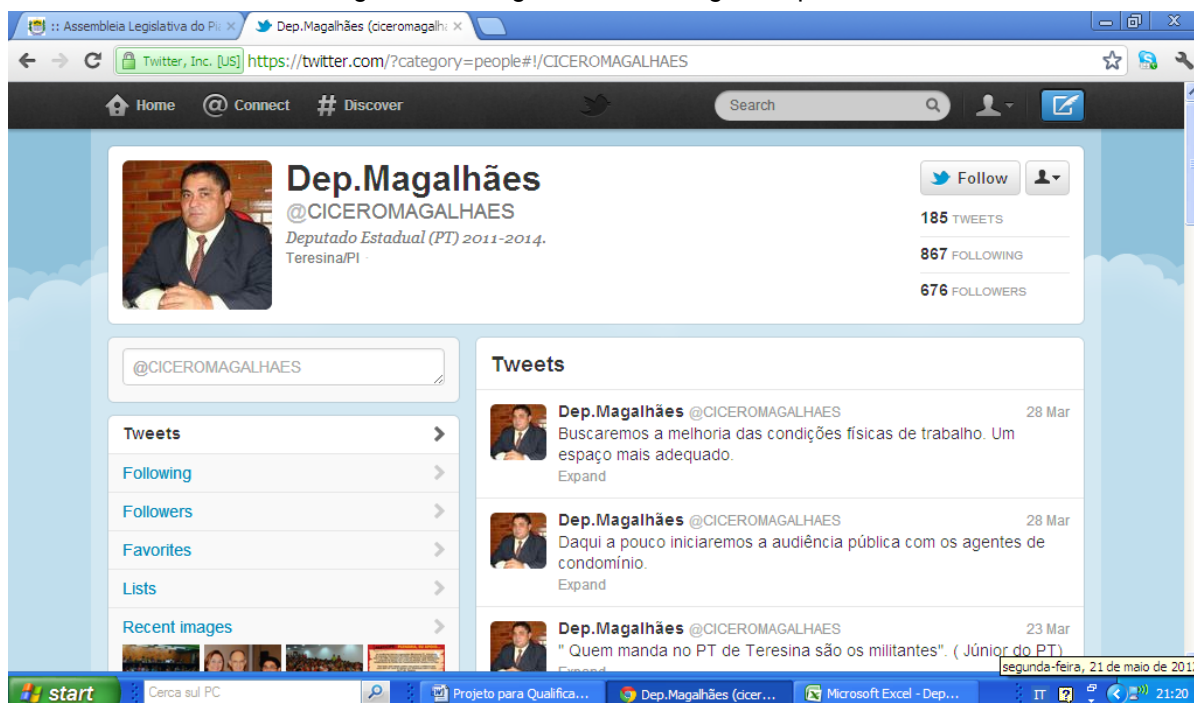 :: Assembleia Legislativa do Pi
Dep.Magalhães (ciceromagalha
Twitter, Inc. [US] https://twitter.com/?category=people#!/CICEROMAGALHAES
Home @ Connect # Discover Search
Dep.Magalhães
@CICEROMAGALHAES
Deputado Estadual (PT) 2011-2014.
Teresina/PI ·
Follow
185 TWEETS
867 FOLLOWING
676 FOLLOWERS
@CICEROMAGALHAES
Tweets
Following
Followers
Favorites
Lists
Recent images
Tweets
Dep.Magalhães @CICEROMAGALHAES 28 Mar
Buscaremos a melhoria das condições físicas de trabalho. Um
espaço mais adequado.
Expand
Dep.Magalhães @CICEROMAGALHAES 28 Mar
Daqui a pouco iniciaremos a audiência pública com os agentes de
condomínio.
Expand
Dep.Magalhães @CICEROMAGALHAES 23 Mar
" Quem manda no PT de Teresina são os militantes". ( Júnior do PT)
segunda-feira, 21 de maio de 2012
start Cerca sul PC Projeto para Qualifica... Dep.Magalhães (cicer... Microsoft Excel - Dep... IT 21:20